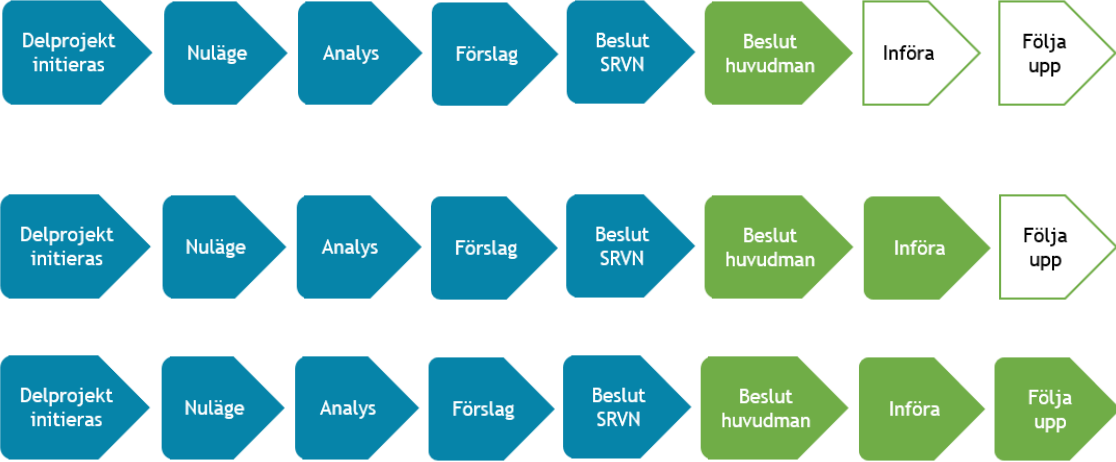 Delprojekt
initieras
Nuläge
Analys
Förslag
Beslut
SRVN
Beslut
huvudman
Införa
Följa
upp
Delprojekt
initieras
Nuläge
Analys
Förslag
Beslut
SRVN
Beslut
huvudman
Införa
Följa
upp
Delprojekt
initieras
Nuläge
Analys
Förslag
Beslut
SRVN
Beslut
huvudman
Införa
Följa
upp